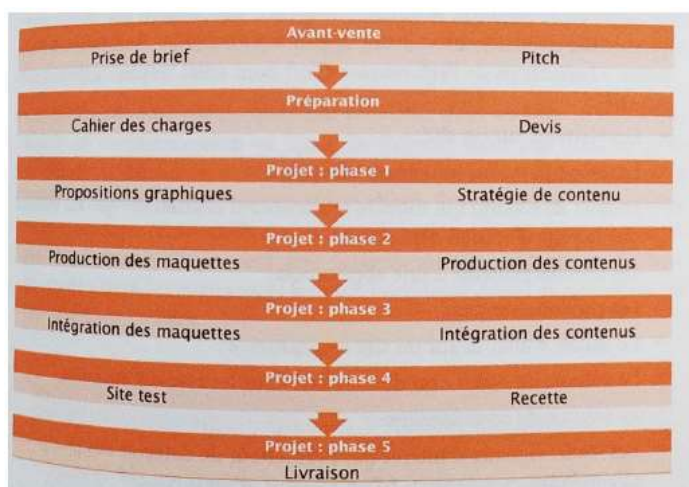 Avant-vente
Prise de brief Pitch
Préparation
Cahier des charges Devis
Projet : phase 1
Propositions graphiques Stratégie de contenu
Projet : phase 2
Production des maquettes Production des contenus
Projet : phase 3
Intégration des maquettes Intégration des contenus
Projet : phase 4
Site test Recette
Projet : phase 5
Livraison